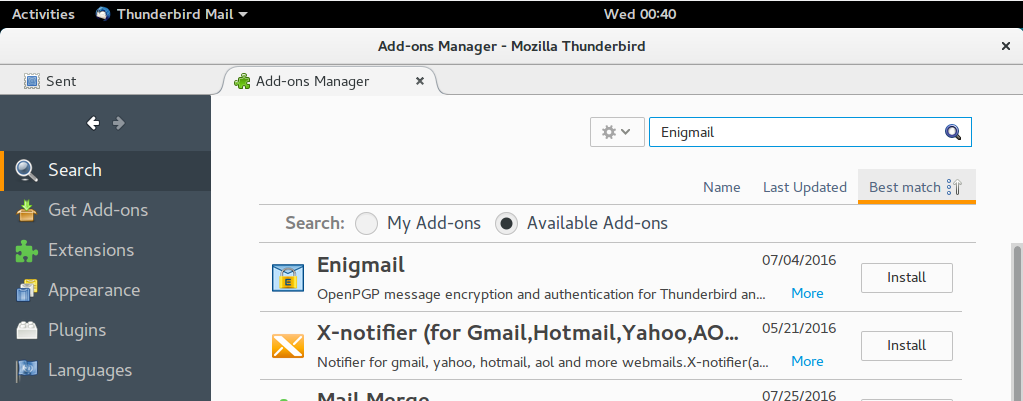 Activities Thunderbird Mail Wed 00:40
Add-ons Manager - Mozilla Thunderbird
Sent Add-ons Manager
Enigmail
Search
Name Last Updated Best match
Get Add-ons
Search: My Add-ons Available Add-ons
Extensions
Enigmail 07/04/2016
Install
Appearance
OpenPGP message encryption and authentication for Thunderbird an... More
Plugins
X-notifier (for Gmail,Hotmail,Yahoo,AO... 05/21/2016
Install
Languages
Notifier for gmail, yahoo, hotmail, aol and more webmails.X-notifier(a... More
Mail Merge 07/25/2016